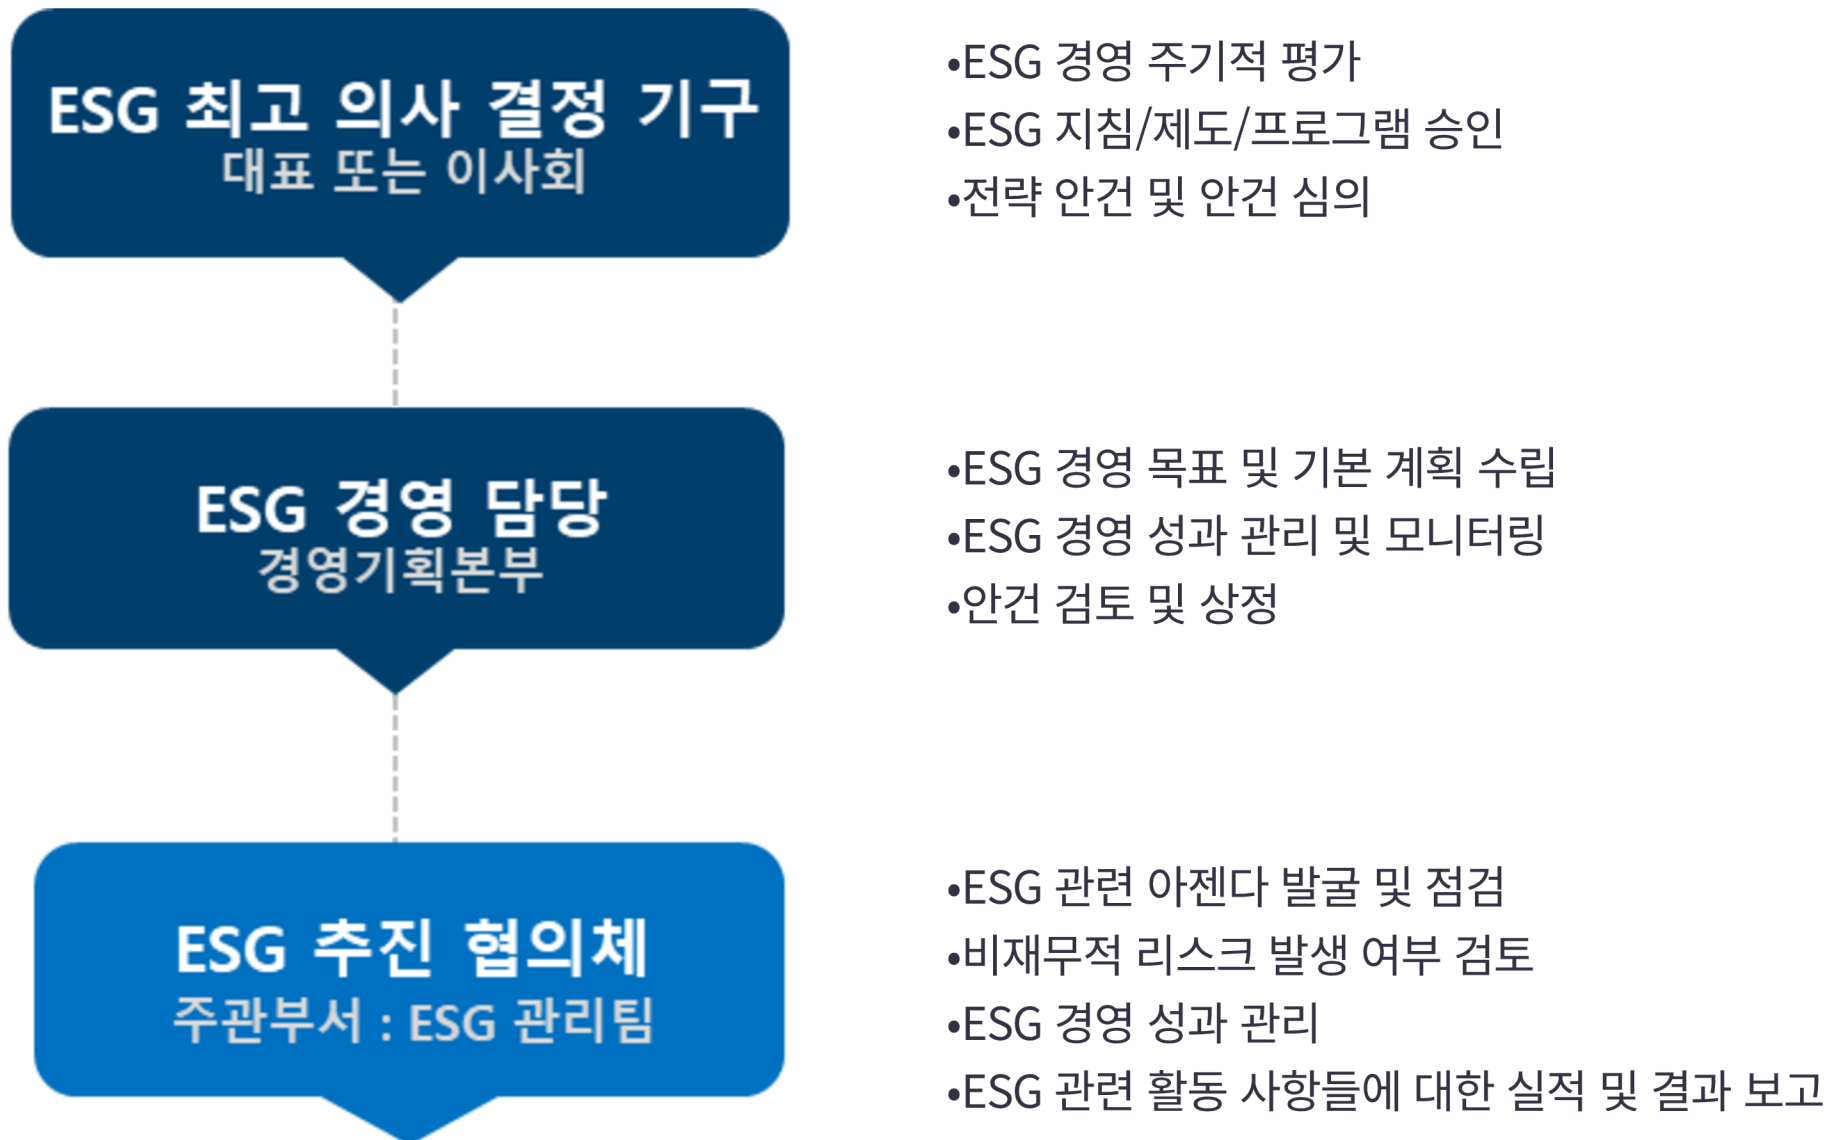 ESG 최고 의사 결정 기구
대표 또는 이사회
•ESG 경영 주기적 평가
•ESG 지침/제도/프로그램 승인
•전략 안건 및 안건 심의
ESG 경영 담당
경영기획본부
•ESG 경영 목표 및 기본 계획 수립
•ESG 경영 성과 관리 및 모니터링
•안건 검토 및 상정
ESG 추진 협의체
주관부서 : ESG 관리팀
•ESG 관련 아젠다 발굴 및 점검
•비재무적 리스크 발생 여부 검토
•ESG 경영 성과 관리
•ESG 관련 활동 사항들에 대한 실적 및 결과 보고